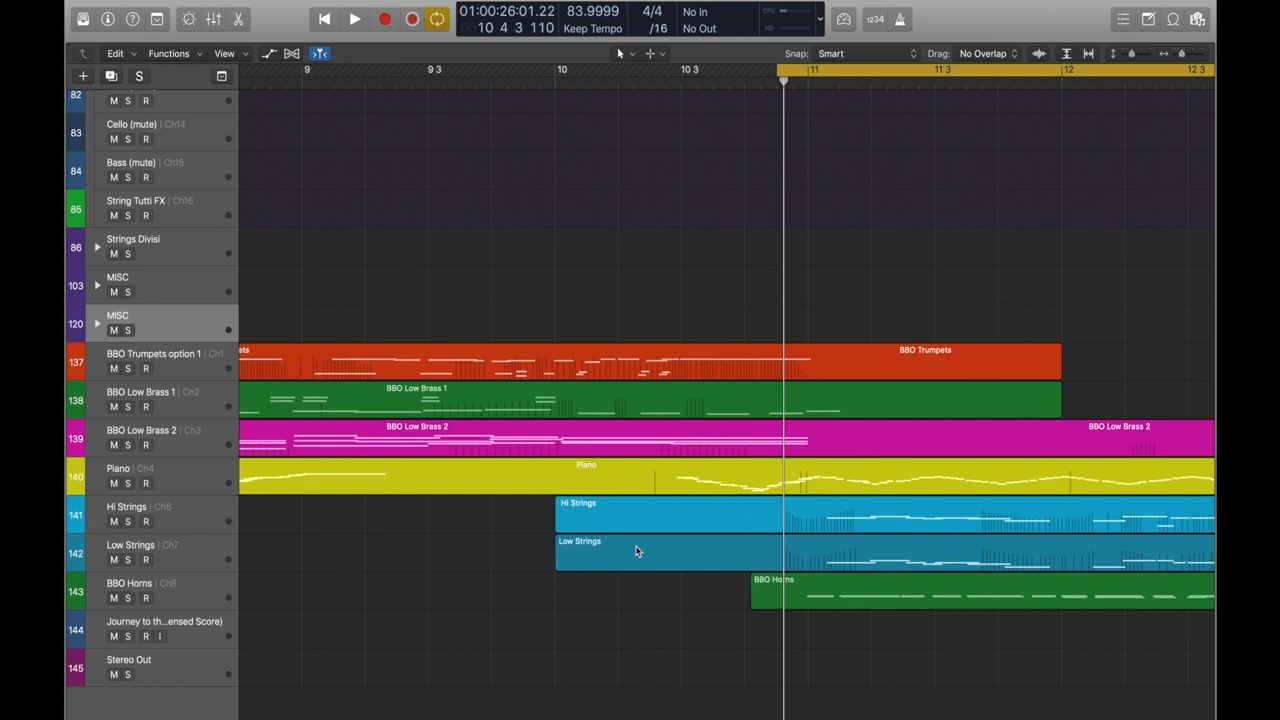 01:00:26:01.22 83.9999 4/4 No In CPU
10 4 3 110 Keep Tempo /16 No Out HD
1234
Edit Functions View Snap: Smart Drag: No Overlap
S 9 9 3 10 10 3 11 11 3 12 12 3
82 M S R
83 Cello (mute) | Ch14
M S R
84 Bass (mute) | Ch15
M S R
85 String Tutti FX | Ch16
M S R
86 Strings Divisi
M S
103 MISC
M S
120 MISC
M S
137 BBO Trumpets option 1 | Ch1 ets BBO Trumpets
M S R
138 BBO Low Brass 1 | Ch2 BBO Low Brass 1
M S R
139 BBO Low Brass 2 | Ch3 BBO Low Brass 2 BBO Low Brass 2
M S R
140 Piano | Ch4 Piano
M S R
141 Hi Strings | Ch6 Hi Strings
M S R
142 Low Strings | Ch7 Low Strings
M S R
143 BBO Horns | Ch8 BBO Horns
M S R
144 Journey to th...ensed Score)
M S R I
145 Stereo Out
M S